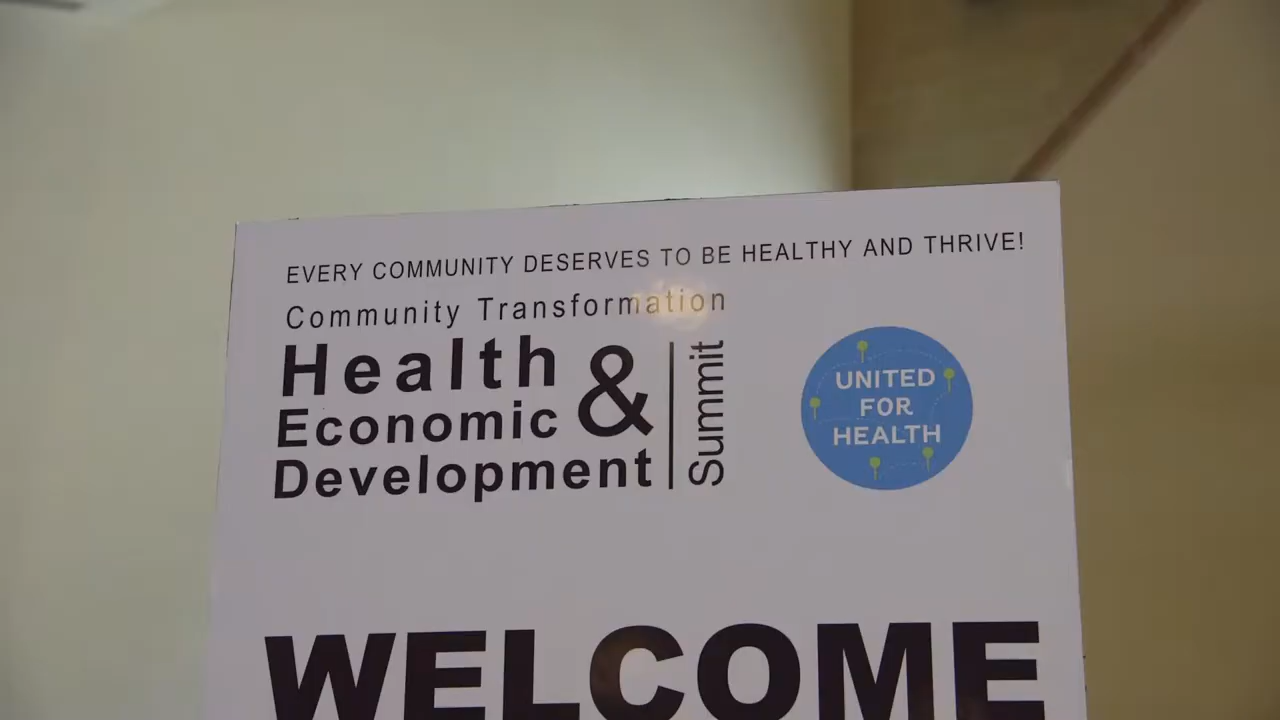 EVERY COMMUNITY DESERVES TO BE HEALTHY AND THRIVE!
Community Transformation
Health &
Economic
Development
Summit
UNITED
FOR
HEALTH
WELCOME